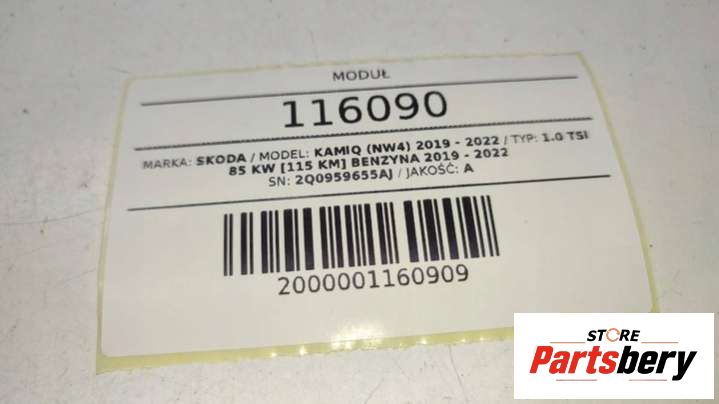 MODUŁ
116090
MARKA: SKODA / MODEL: KAMIQ (NW4) 2019 - 2022 / TYP: 1.0 TSI
85 KW [115 KM] BENZYNA 2019 - 2022
SN: 2Q0959655AJ / JAKOŚĆ: A
2000001160909
STORE
Partsbery